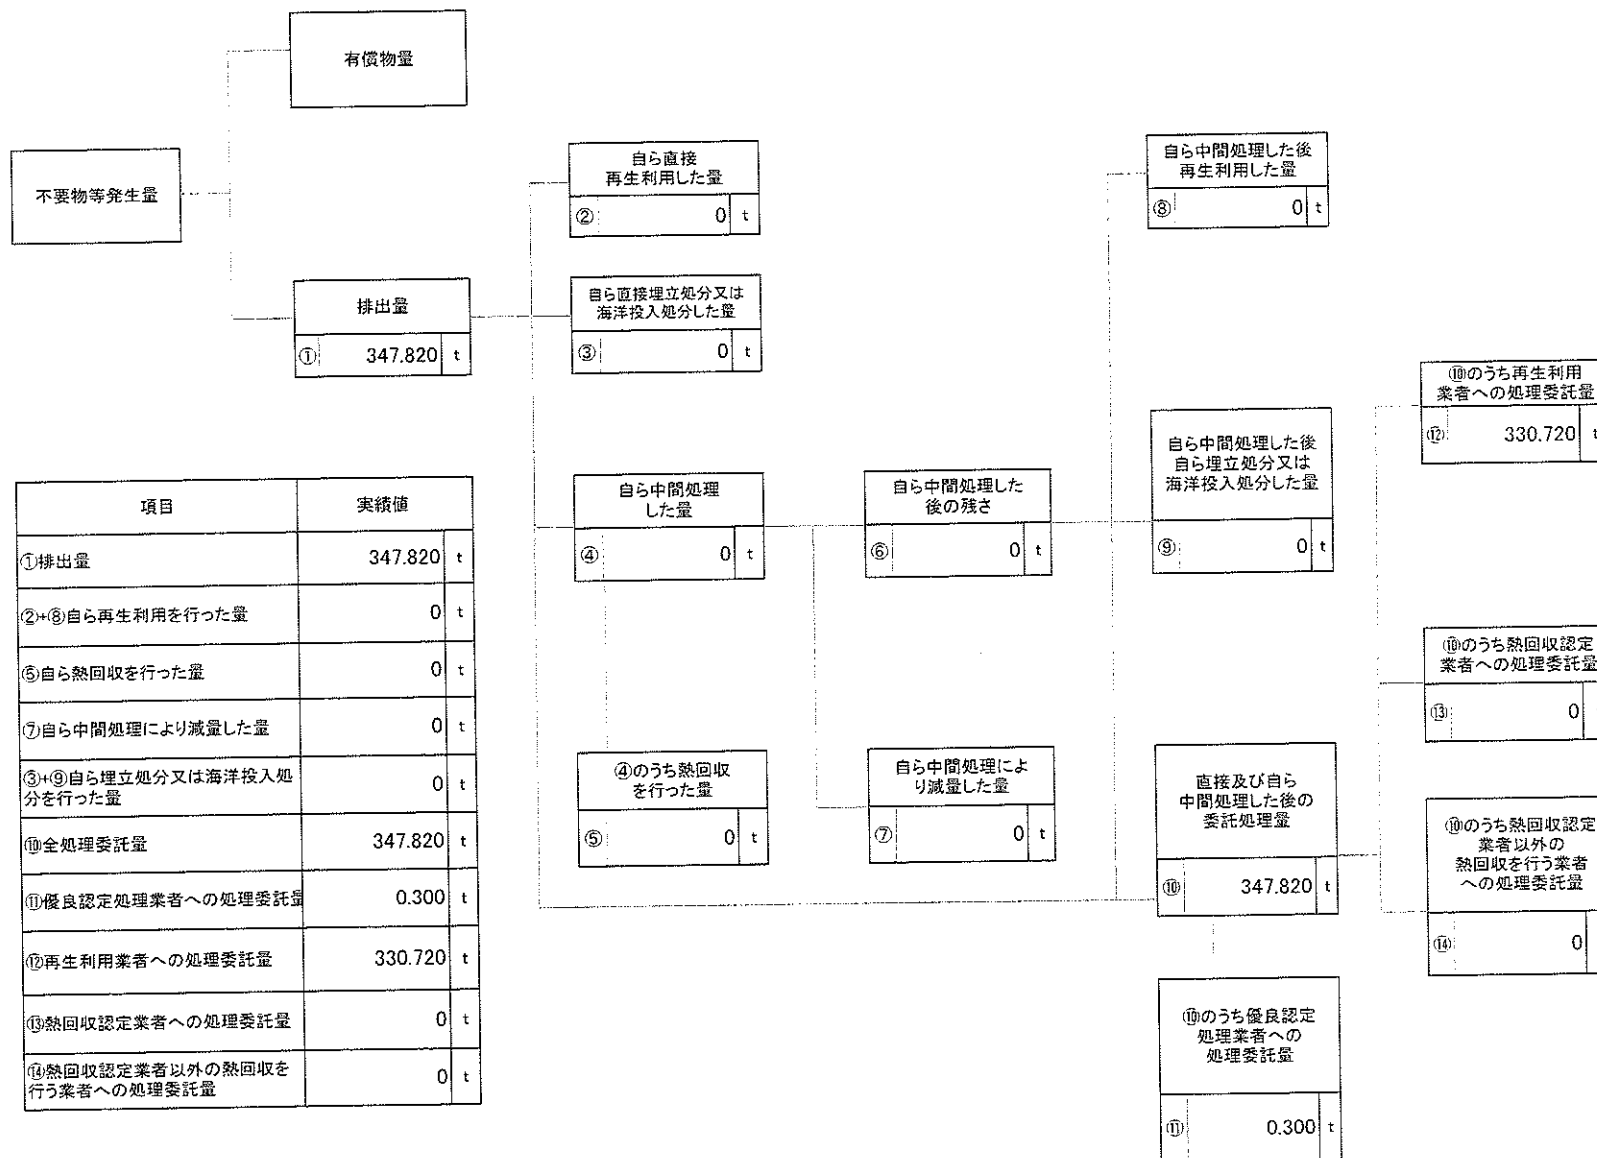 有償物量
不要物等発生量
排出量
① 347.820 t
自ら直接
再生利用した量
② 0 t
自ら直接埋立処分又は
海洋投入処分した量
③ 0 t
自ら中間処理
した量
④ 0 t
④のうち熱回収
を行った量
⑤ 0 t
自ら中間処理した
後の残さ
⑥ 0 t
自ら中間処理によ
り減量した量
⑦ 0 t
自ら中間処理した後
再生利用した量
⑧ 0 t
自ら中間処理した後
自ら埋立処分又は
海洋投入処分した量
⑨ 0 t
直接及び自ら
中間処理した後の
委託処理量
⑩ 347.820 t
⑩のうち優良認定
処理業者への
処理委託量
⑪ 0.300 t
⑩のうち再生利用
業者への処理委託量
⑫ 330.720 t
⑩のうち熱回収認定
業者への処理委託量
⑬ 0
⑩のうち熱回収認定
業者以外の
熱回収を行う業者
への処理委託量
⑭ 0
項目 実績値
①排出量 347.820 t
②+⑧自ら再生利用を行った量 0 t
⑤自ら熱回収を行った量 0 t
⑦自ら中間処理により減量した量 0 t
③+⑨自ら埋立処分又は海洋投入処
分を行った量 0 t
⑩全処理委託量 347.820 t
⑪優良認定処理業者への処理委託量 0.300 t
⑫再生利用業者への処理委託量 330.720 t
⑬熱回収認定業者への処理委託量 0 t
⑭熱回収認定業者以外の熱回収を
行う業者への処理委託量 0 t